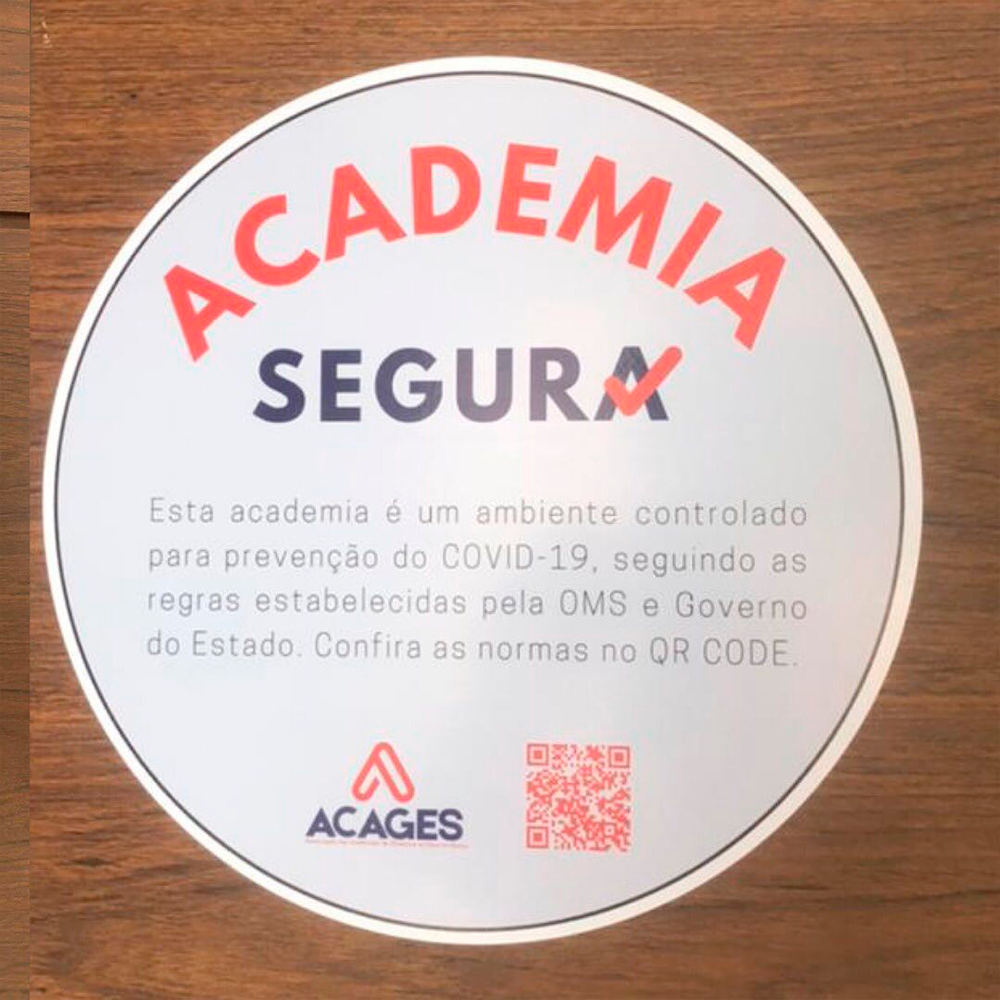 ACADEMIA
SEGURA
Esta academia é um ambiente controlado
para prevenção do COVID-19, seguindo as
regras estabelecidas pela OMS e Governo
do Estado. Confira as normas no QR CODE.
ACAGES